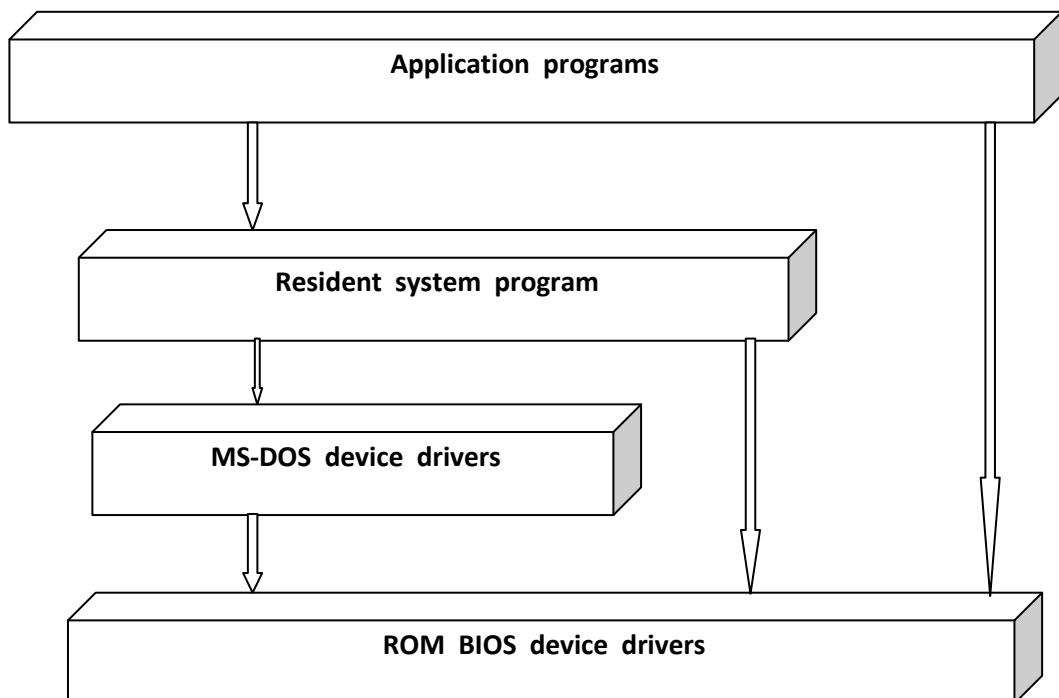 Application programs
Resident system program
MS-DOS device drivers
ROM BIOS device drivers